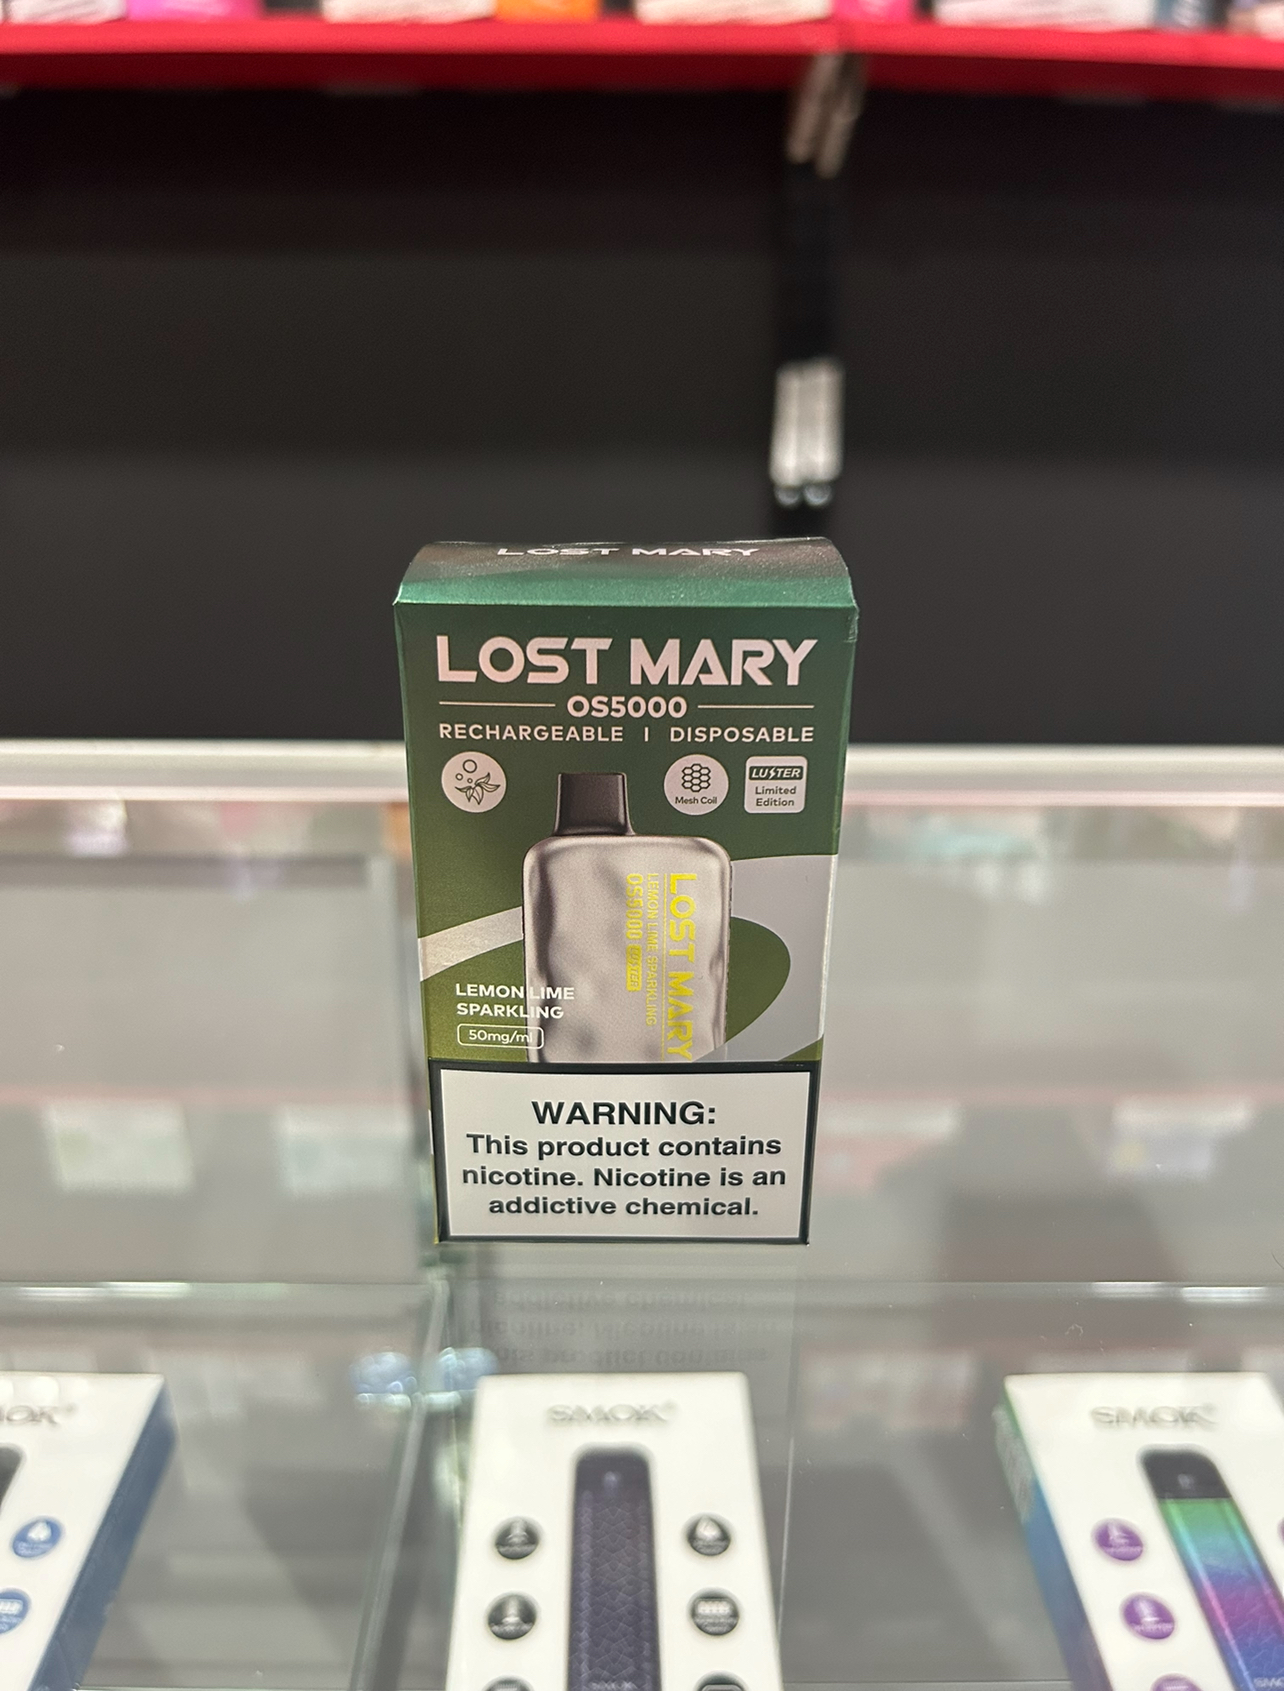 LOST MARY
LOST MARY
OS5000
RECHARGEABLE | DISPOSABLE
Mesh Coil
LUSTER
Limited
Edition
LOST MARY
LEMON LIME SPARKLING
OS5000 LUSTER
LEMON LIME
SPARKLING
50mg/ml
WARNING:
This product contains
nicotine. Nicotine is an
addictive chemical.
SMOK
SMOK